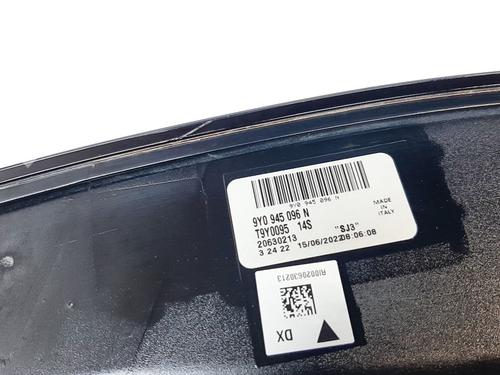 9Y0 945 096 N
9Y0 945 096 N
T9Y0095 14S
MADE
IN
ITALY
20630213 "SJ3"
3 24 22 15/06/2022 08:06:08
AI0020630213
DX